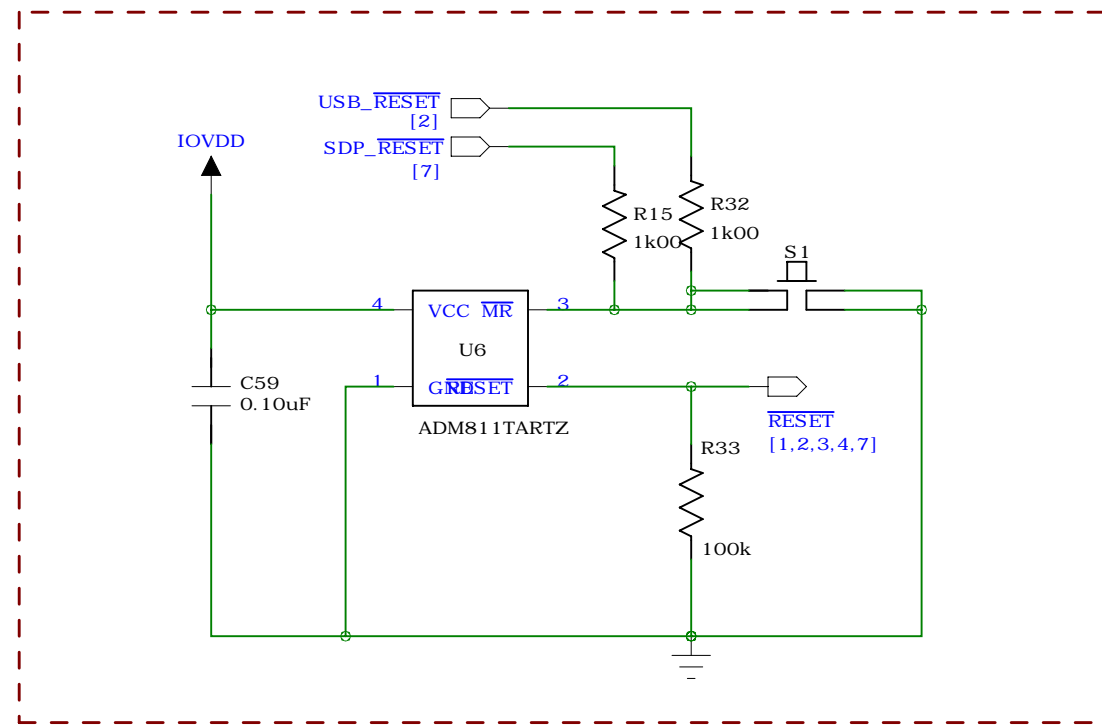 USB_RESET
[2]
SDP_RESET
[7]
IOVDD
R15
1k00
R32
1k00
S1
4
VCC MR
3
U6
1
GND
RESET
2
ADM811TARTZ
C59
0.10uF
RESET
[1,2,3,4,7]
R33
100k